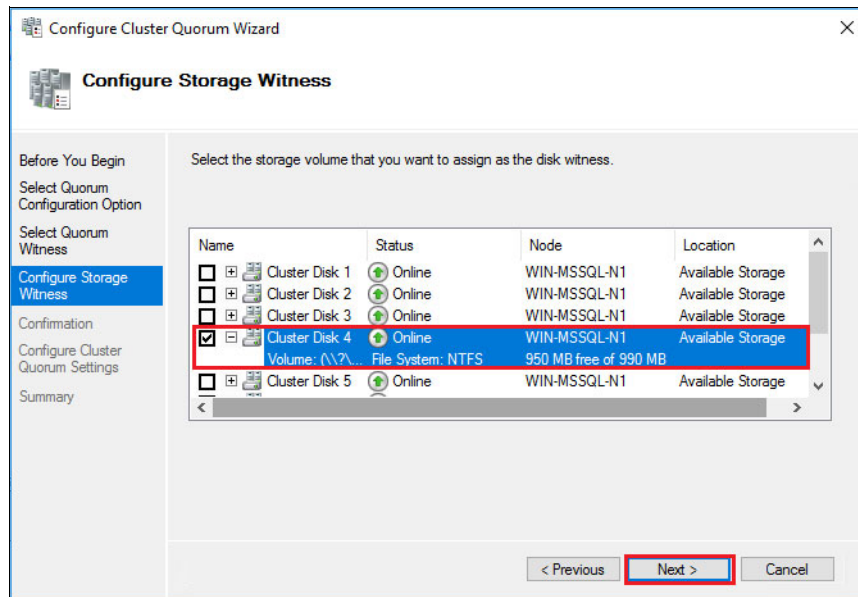 Configure Cluster Quorum Wizard
Configure Storage Witness
Before You Begin
Select Quorum
Configuration Option
Select Quorum
Witness
Configure Storage
Witness
Confirmation
Configure Cluster
Quorum Settings
Summary
Select the storage volume that you want to assign as the disk witness.
Name Status Node Location
Cluster Disk 1 Online WIN-MSSQL-N1 Available Storage
Cluster Disk 2 Online WIN-MSSQL-N1 Available Storage
Cluster Disk 3 Online WIN-MSSQL-N1 Available Storage
Cluster Disk 4 Online WIN-MSSQL-N1 Available Storage
Volume: (\\?\... File System: NTFS 950 MB free of 990 MB
Cluster Disk 5 Online WIN-MSSQL-N1 Available Storage
< Previous Next > Cancel